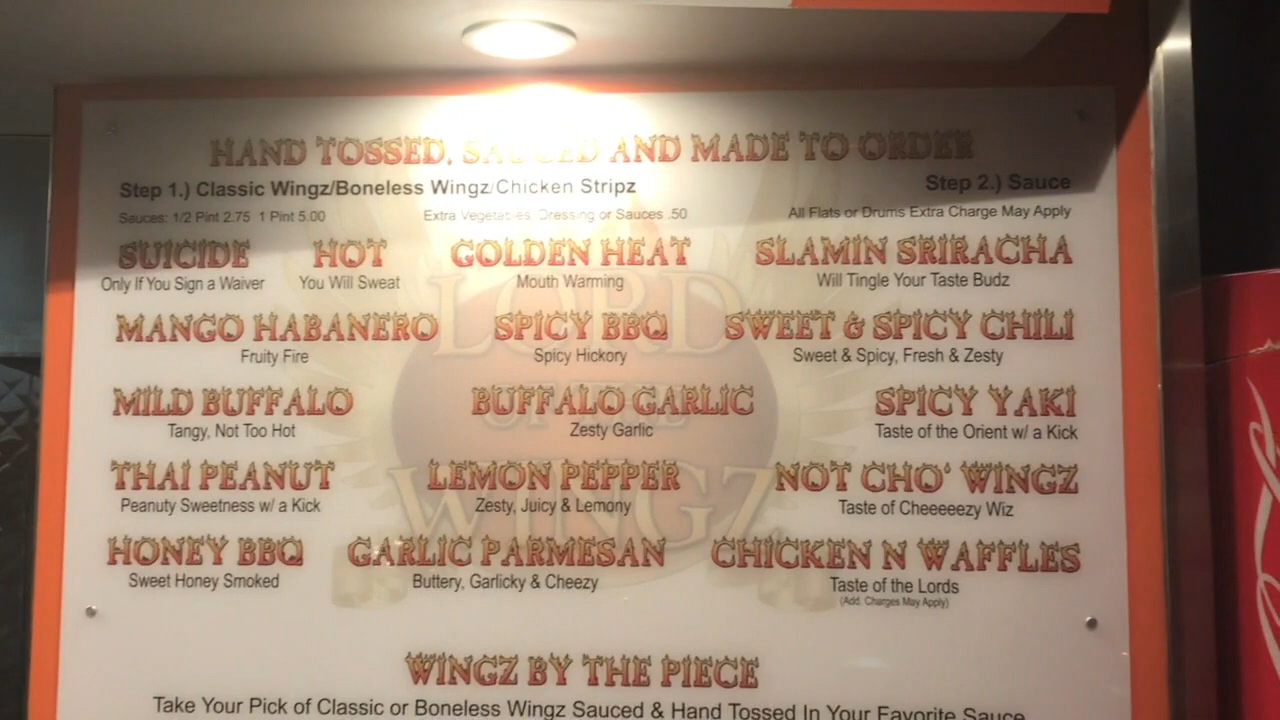 HAND TOSSED, SAUCED AND MADE TO ORDER
Step 1.) Classic Wingz/Boneless Wingz/Chicken Stripz Step 2.) Sauce
Sauces: 1/2 Pint 2.75 1 Pint 5.00 Extra Vegetables, Dressing or Sauces .50 All Flats or Drums Extra Charge May Apply
SUICIDE HOT GOLDEN HEAT SLAMIN SRIRACHA
Only If You Sign a Waiver You Will Sweat Mouth Warming Will Tingle Your Taste Budz
MANGO HABANERO SPICY BBQ SWEET & SPICY CHILI
Fruity Fire Spicy Hickory Sweet & Spicy, Fresh & Zesty
MILD BUFFALO BUFFALO GARLIC SPICY YAKI
Tangy, Not Too Hot Zesty Garlic Taste of the Orient w/ a Kick
THAI PEANUT LEMON PEPPER NOT CHO' WINGZ
Peanuty Sweetness w/ a Kick Zesty, Juicy & Lemony Taste of Cheeeeezy Wiz
HONEY BBQ GARLIC PARMESAN CHICKEN N WAFFLES
Sweet Honey Smoked Buttery, Garlicky & Cheezy Taste of the Lords
(Add. Charges May Apply)
LORD
OF THE
WINGZ
WINGZ BY THE PIECE
Take Your Pick of Classic or Boneless Wingz Sauced & Hand Tossed In Your Favorite Sauce